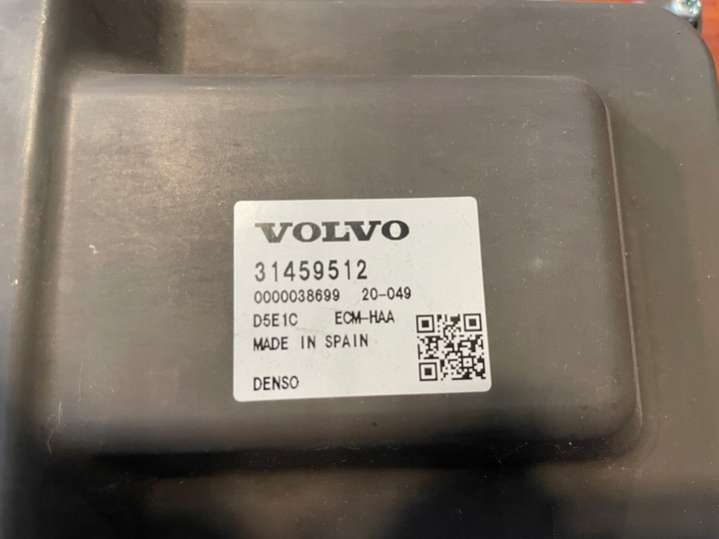 VOLVO
31459512
0000038699 20-049
D5E1C ECM-HAA
MADE IN SPAIN
DENSO